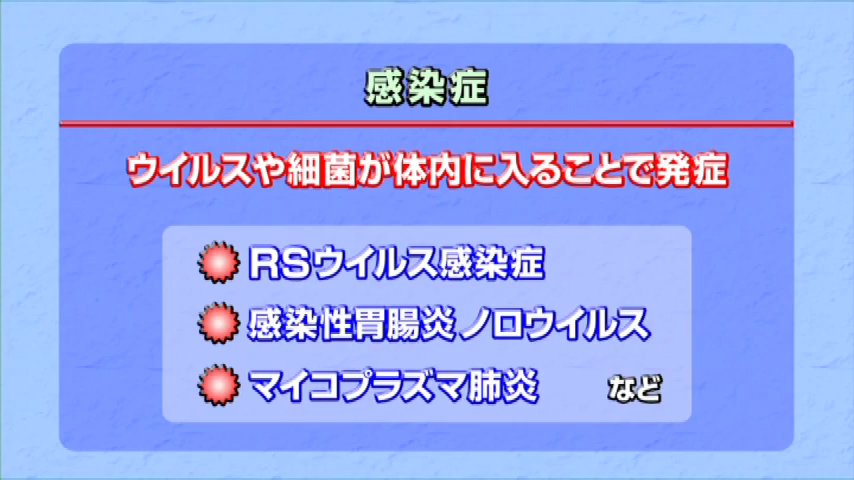 感染症
ウイルスや細菌が体内に入ることで発症
RSウイルス感染症
感染性胃腸炎 ノロウイルス
マイコプラズマ肺炎 など